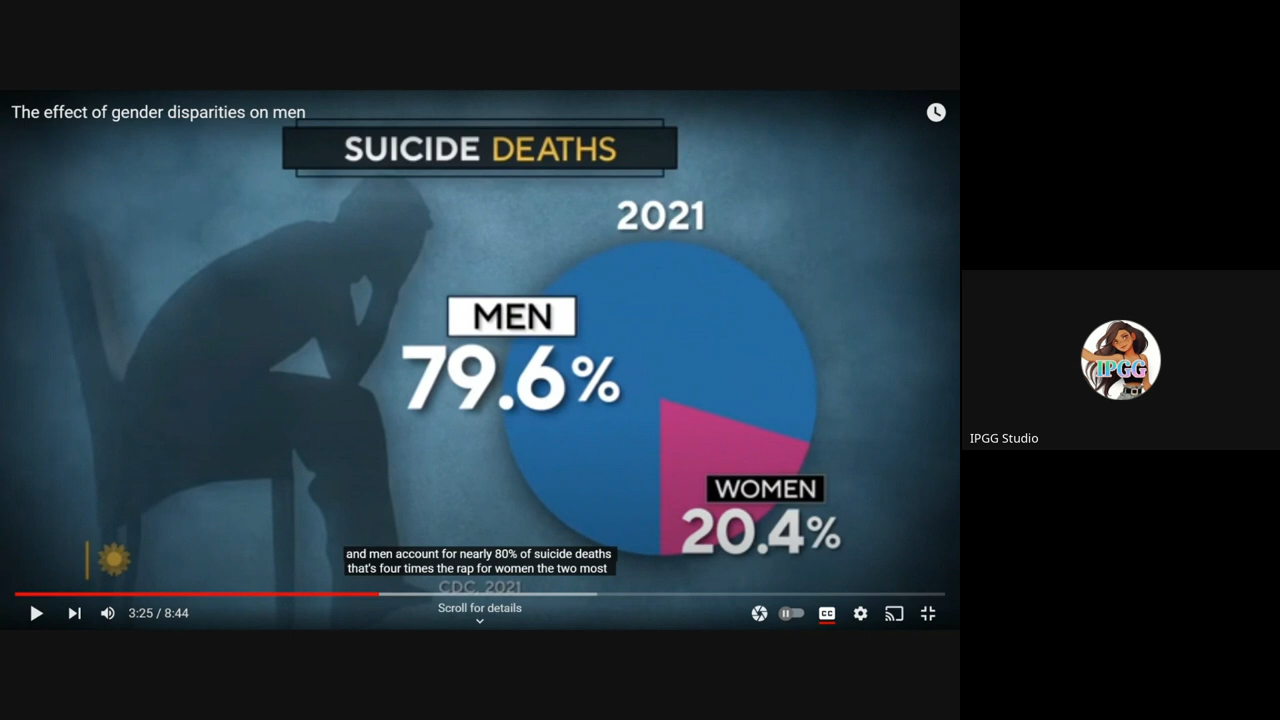 The effect of gender disparities on men
SUICIDE DEATHS
2021
MEN
79.6%
WOMEN
20.4%
and men account for nearly 80% of suicide deaths
that's four times the rap for women the two most
CDC, 2021
3:25 / 8:44
Scroll for details
CC
IPGG
IPGG Studio